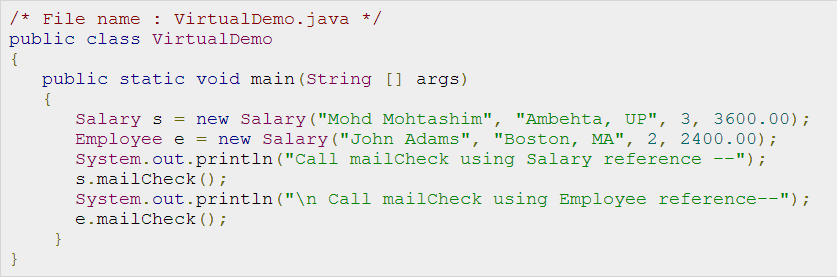 /* File name : VirtualDemo.java */
public class VirtualDemo
{
   public static void main(String [] args)
   {
      Salary s = new Salary("Mohd Mohtashim", "Ambehta, UP", 3, 3600.00);
      Employee e = new Salary("John Adams", "Boston, MA", 2, 2400.00);
      System.out.println("Call mailCheck using Salary reference --");
      s.mailCheck();
      System.out.println("\n Call mailCheck using Employee reference--");
      e.mailCheck();
    }
}